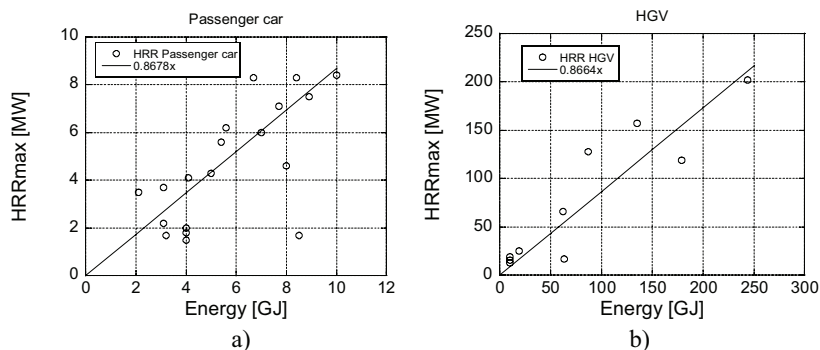 Passenger car
HRR Passenger car
0.8678x
HRRmax [MW]
10
8
6
4
2
0
0 2 4 6 8 10 12
Energy [GJ]
a)
HGV
HRR HGV
0.8664x
HRRmax [MW]
250
200
150
100
50
0
0 50 100 150 200 250 300
Energy [GJ]
b)